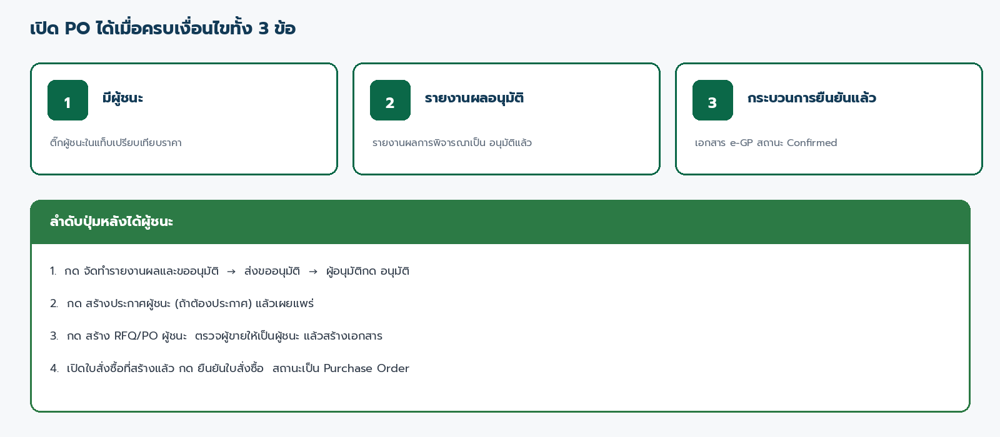 เปิด PO ได้เมื่อครบเงื่อนไขทั้ง 3 ข้อ
1 มีผู้ชนะ
ติ๊กผู้ชนะในแท็บเปรียบเทียบราคา
2 รายงานผลอนุมัติ
รายงานผลการพิจารณาเป็น อนุมัติแล้ว
3 กระบวนการยืนยันแล้ว
เอกสาร e-GP สถานะ Confirmed
ลำดับปุ่มหลังได้ผู้ชนะ
1. กด จัดทำรายงานผลและขออนุมัติ → ส่งขออนุมัติ → ผู้อนุมัติกด อนุมัติ
2. กด สร้างประกาศผู้ชนะ (ถ้าต้องประกาศ) แล้วเผยแพร่
3. กด สร้าง RFQ/PO ผู้ชนะ ตรวจผู้ขายให้เป็นผู้ชนะ แล้วสร้างเอกสาร
4. เปิดใบสั่งซื้อที่สร้างแล้ว กด ยืนยันใบสั่งซื้อ สถานะเป็น Purchase Order